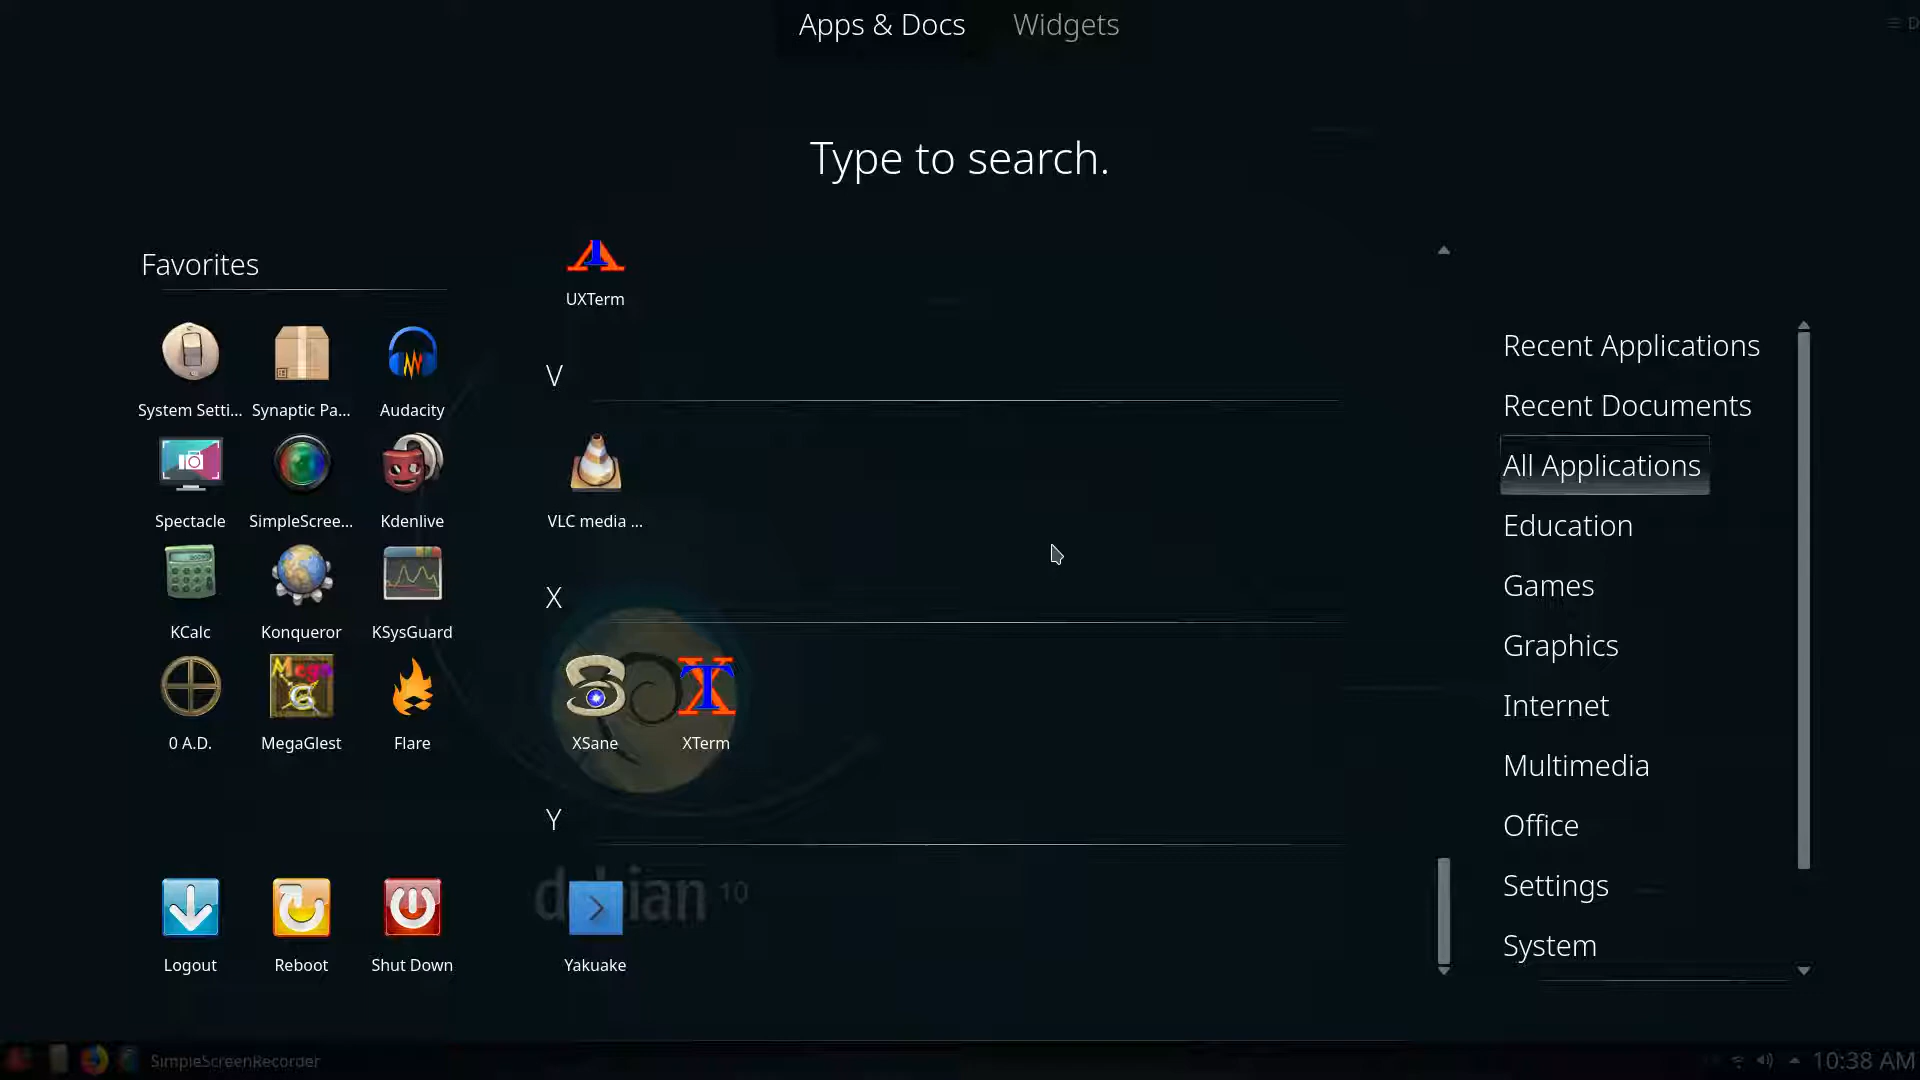 Apps & Docs
Widgets
D
Type to search.
Favorites
System Setti...
Synaptic Pa...
Audacity
Spectacle
SimpleScree...
Kdenlive
KCalc
Konqueror
KSysGuard
0 A.D.
MegaGlest
Flare
Logout
Reboot
Shut Down
UXTerm
V
VLC media ...
X
XSane
XTerm
Y
debian 10
Yakuake
Recent Applications
Recent Documents
All Applications
Education
Games
Graphics
Internet
Multimedia
Office
Settings
System
SimpleScreenRecorder
10:38 AM